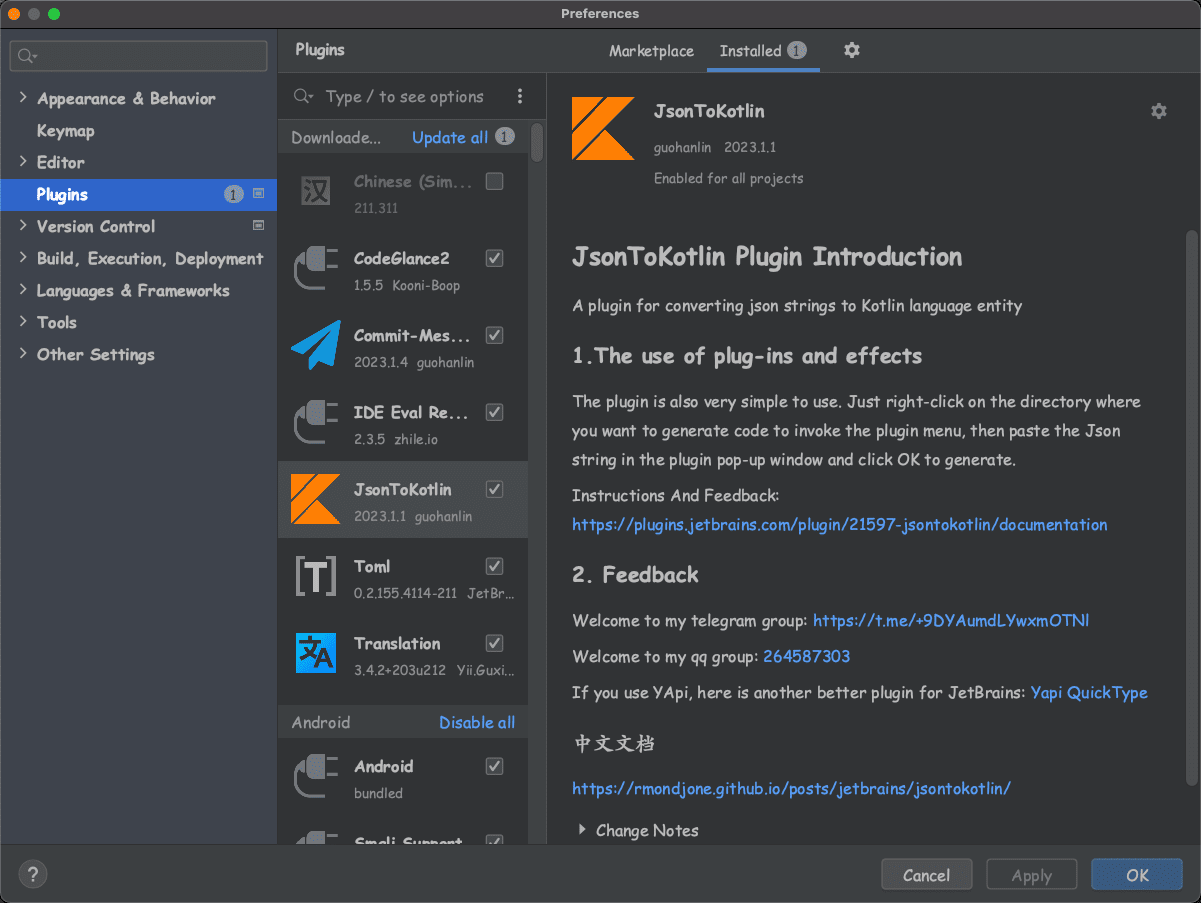 Preferences
Appearance & Behavior
Keymap
Editor
Plugins 1
Version Control
Build, Execution, Deployment
Languages & Frameworks
Tools
Other Settings
Plugins
Marketplace
Installed 1
Type / to see options
Downloade... Update all 1
汉
Chinese (Sim...
211.311
CodeGlance2
1.5.5 Kooni-Boop
Commit-Mes...
2023.1.4 guohanlin
IDE Eval Re...
2.3.5 zhile.io
JsonToKotlin
2023.1.1 guohanlin
[T]
Toml
0.2.155.4114-211 JetBr...
文A
Translation
3.4.2+203u212 Yii.Guxi...
Android Disable all
Android
bundled
Smali Support
JsonToKotlin
guohanlin 2023.1.1
Enabled for all projects
JsonToKotlin Plugin Introduction
A plugin for converting json strings to Kotlin language entity
1.The use of plug-ins and effects
The plugin is also very simple to use. Just right-click on the directory where
you want to generate code to invoke the plugin menu, then paste the Json
string in the plugin pop-up window and click OK to generate.
Instructions And Feedback:
https://plugins.jetbrains.com/plugin/21597-jsontokotlin/documentation
2. Feedback
Welcome to my telegram group: https://t.me/+9DYAumdLYwxmOTNl
Welcome to my qq group: 264587303
If you use YApi, here is another better plugin for JetBrains: Yapi QuickType
中文文档
https://rmondjone.github.io/posts/jetbrains/jsontokotlin/
Change Notes
?
Cancel
Apply
OK